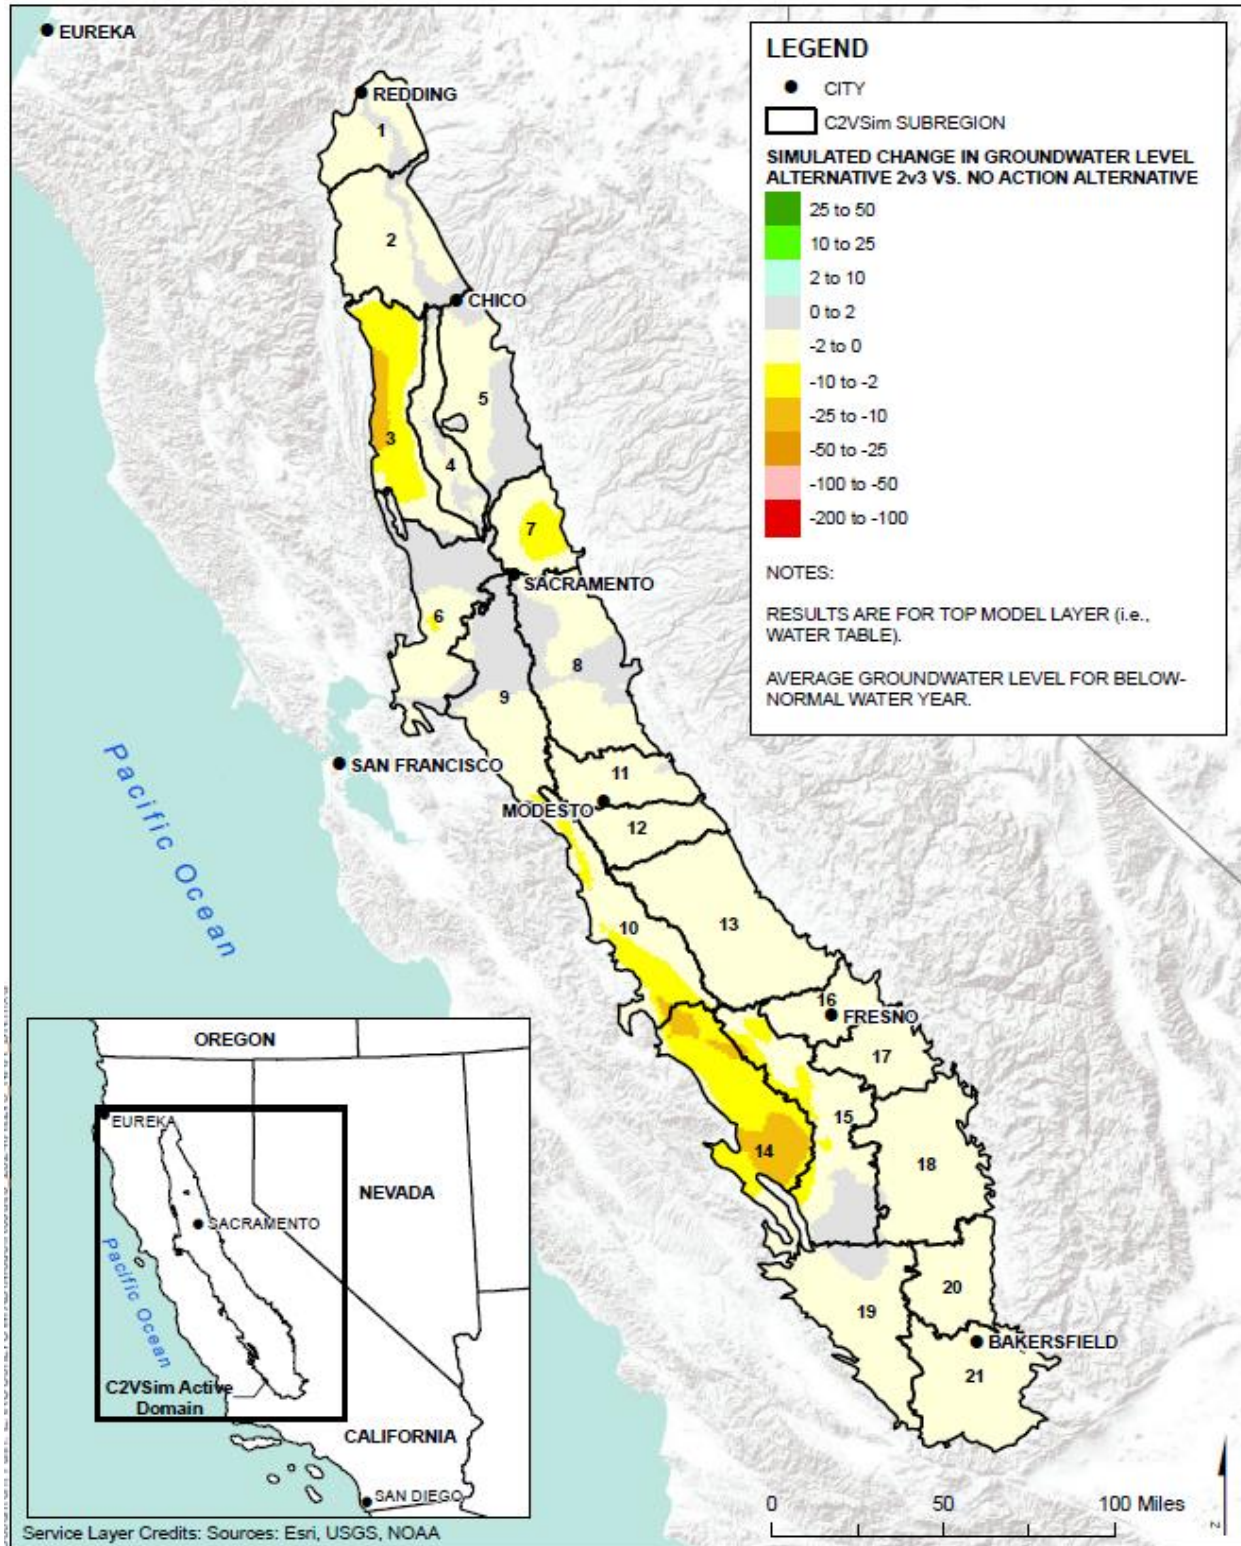 EUREKA
REDDING
1
2
CHICO
5
3
4
7
SACRAMENTO
6
8
9
SAN FRANCISCO
11
MODESTO
12
10
13
16
FRESNO
17
15
14
18
19
20
BAKERSFIELD
21
Pacific Ocean
LEGEND
CITY
C2VSim SUBREGION
SIMULATED CHANGE IN GROUNDWATER LEVEL
ALTERNATIVE 2v3 VS. NO ACTION ALTERNATIVE
25 to 50
10 to 25
2 to 10
0 to 2
-2 to 0
-10 to -2
-25 to -10
-50 to -25
-100 to -50
-200 to -100
NOTES:
RESULTS ARE FOR TOP MODEL LAYER (i.e.,
WATER TABLE).
AVERAGE GROUNDWATER LEVEL FOR BELOW-
NORMAL WATER YEAR.
OREGON
EUREKA
NEVADA
SACRAMENTO
Pacific Ocean
C2VSim Active
Domain
CALIFORNIA
SAN DIEGO
0 50 100 Miles
Service Layer Credits: Sources: Esri, USGS, NOAA